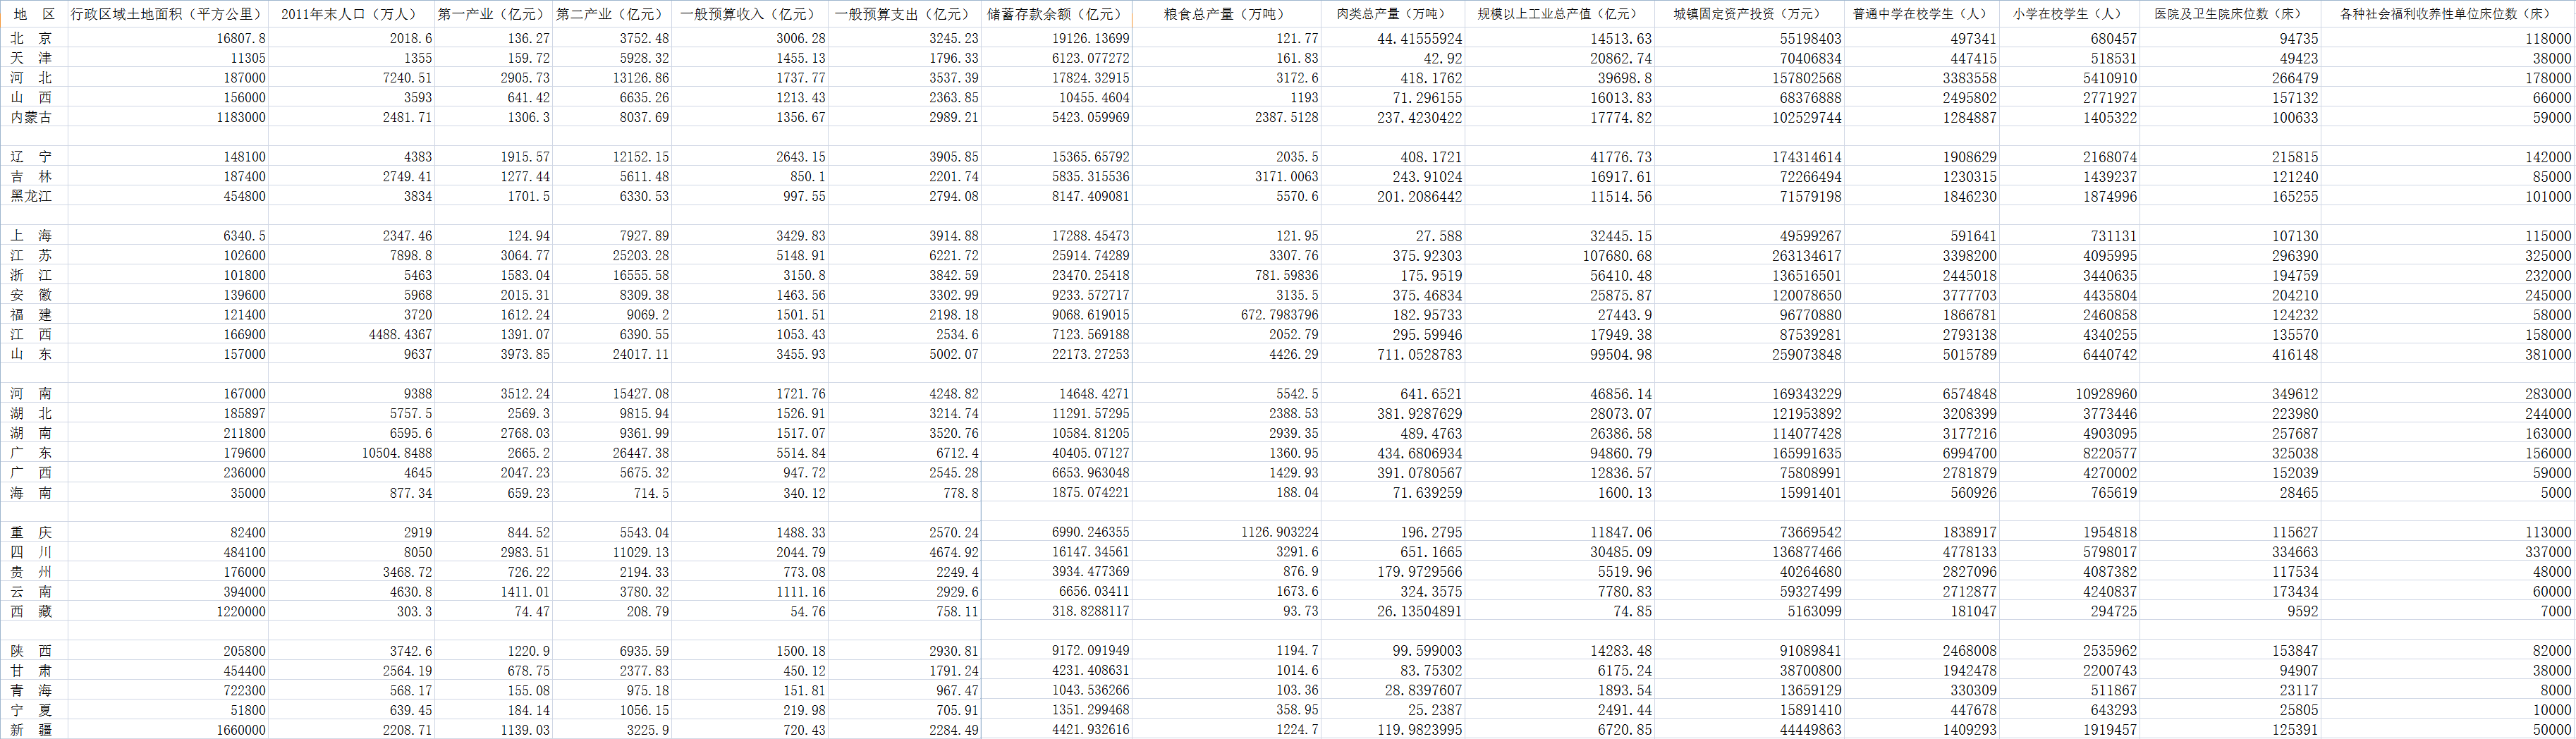 地 区 行政区域土地面积（平方公里） 2011年末人口（万人） 第一产业（亿元） 第二产业（亿元） 一般预算收入（亿元） 一般预算支出（亿元） 储蓄存款余额（亿元） 粮食总产量（万吨） 肉类总产量（万吨） 规模以上工业总产值（亿元） 城镇固定资产投资（万元） 普通中学在校学生（人） 小学在校学生（人） 医院及卫生院床位数（床） 各种社会福利收养性单位床位数（床）
北 京 16807.8 2018.6 136.27 3752.48 3006.28 3245.23 19126.13699 121.77 44.41555924 14513.63 55198403 497341 680457 94735 118000
天 津 11305 1355 159.72 5928.32 1455.13 1796.33 6123.077272 161.83 42.92 20862.74 70406834 447415 518531 49423 38000
河 北 187000 7240.51 2905.73 13126.86 1737.77 3537.39 17824.32915 3172.6 418.1762 39698.8 157802568 3383558 5410910 266479 178000
山 西 156000 3593 641.42 6635.26 1213.43 2363.85 10455.4604 1193 71.296155 16013.83 68376888 2495802 2771927 157132 66000
内蒙古 1183000 2481.71 1306.3 8037.69 1356.67 2989.21 5423.059969 2387.5128 237.4230422 17774.82 102529744 1284887 1405322 100633 59000
辽 宁 148100 4383 1915.57 12152.15 2643.15 3905.85 15365.65792 2035.5 408.1721 41776.73 174314614 1908629 2168074 215815 142000
吉 林 187400 2749.41 1277.44 5611.48 850.1 2201.74 5835.315536 3171.0063 243.91024 16917.61 72266494 1230315 1439237 121240 85000
黑龙江 454800 3834 1701.5 6330.53 997.55 2794.08 8147.409081 5570.6 201.2086442 11514.56 71579198 1846230 1874996 165255 101000
上 海 6340.5 2347.46 124.94 7927.89 3429.83 3914.88 17288.45473 121.95 27.588 32445.15 49599267 591641 731131 107130 115000
江 苏 102600 7898.8 3064.77 25203.28 5148.91 6221.72 25914.74289 3307.76 375.92303 107680.68 263134617 3398200 4095995 296390 325000
浙 江 101800 5463 1583.04 16555.58 3150.8 3842.59 23470.25418 781.59836 175.9519 56410.48 136516501 2445018 3440635 194759 232000
安 徽 139600 5968 2015.31 8309.38 1463.56 3302.99 9233.572717 3135.5 375.46834 25875.87 120078650 3777703 4435804 204210 245000
福 建 121400 3720 1612.24 9069.2 1501.51 2198.18 9068.619015 672.7983796 182.95733 27443.9 96770880 1866781 2460858 124232 58000
江 西 166900 4488.4367 1391.07 6390.55 1053.43 2534.6 7123.569188 2052.79 295.59946 17949.38 87539281 2793138 4340255 135570 158000
山 东 157000 9637 3973.85 24017.11 3455.93 5002.07 22173.27253 4426.29 711.0528783 99504.98 259073848 5015789 6440742 416148 381000
河 南 167000 9388 3512.24 15427.08 1721.76 4248.82 14648.4271 5542.5 641.6521 46856.14 169343229 6574848 10928960 349612 283000
湖 北 185897 5757.5 2569.3 9815.94 1526.91 3214.74 11291.57295 2388.53 381.9287629 28073.07 121953892 3208399 3773446 223980 244000
湖 南 211800 6595.6 2768.03 9361.99 1517.07 3520.76 10584.81205 2939.35 489.4763 26386.58 114077428 3177216 4903095 257687 163000
广 东 179600 10504.8488 2665.2 26447.38 5514.84 6712.4 40405.07127 1360.95 434.6806934 94860.79 165991635 6994700 8220577 325038 156000
广 西 236000 4645 2047.23 5675.32 947.72 2545.28 6653.963048 1429.93 391.0780567 12836.57 75808991 2781879 4270002 152039 59000
海 南 35000 877.34 659.23 714.5 340.12 778.8 1875.074221 188.04 71.639259 1600.13 15991401 560926 765619 28465 5000
重 庆 82400 2919 844.52 5543.04 1488.33 2570.24 6990.246355 1126.903224 196.2795 11847.06 73669542 1838917 1954818 115627 113000
四 川 484100 8050 2983.51 11029.13 2044.79 4674.92 16147.34561 3291.6 651.1665 30485.09 136877466 4778133 5798017 334663 337000
贵 州 176000 3468.72 726.22 2194.33 773.08 2249.4 3934.477369 876.9 179.9729566 5519.96 40264680 2827096 4087382 117534 48000
云 南 394000 4630.8 1411.01 3780.32 1111.16 2929.6 6656.03411 1673.6 324.3575 7780.83 59327499 2712877 4240837 173434 60000
西 藏 1220000 303.3 74.47 208.79 54.76 758.11 318.8288117 93.73 26.13504891 74.85 5163099 181047 294725 9592 7000
陕 西 205800 3742.6 1220.9 6935.59 1500.18 2930.81 9172.091949 1194.7 99.599003 14283.48 91089841 2468008 2535962 153847 82000
甘 肃 454400 2564.19 678.75 2377.83 450.12 1791.24 4231.408631 1014.6 83.75302 6175.24 38700800 1942478 2200743 94907 38000
青 海 722300 568.17 155.08 975.18 151.81 967.47 1043.536266 103.36 28.8397607 1893.54 13659129 330309 511867 23117 8000
宁 夏 51800 639.45 184.14 1056.15 219.98 705.91 1351.299468 358.95 25.2387 2491.44 15891410 447678 643293 25805 10000
新 疆 1660000 2208.71 1139.03 3225.9 720.43 2284.49 4421.932616 1224.7 119.9823995 6720.85 44449863 1409293 1919457 125391 50000